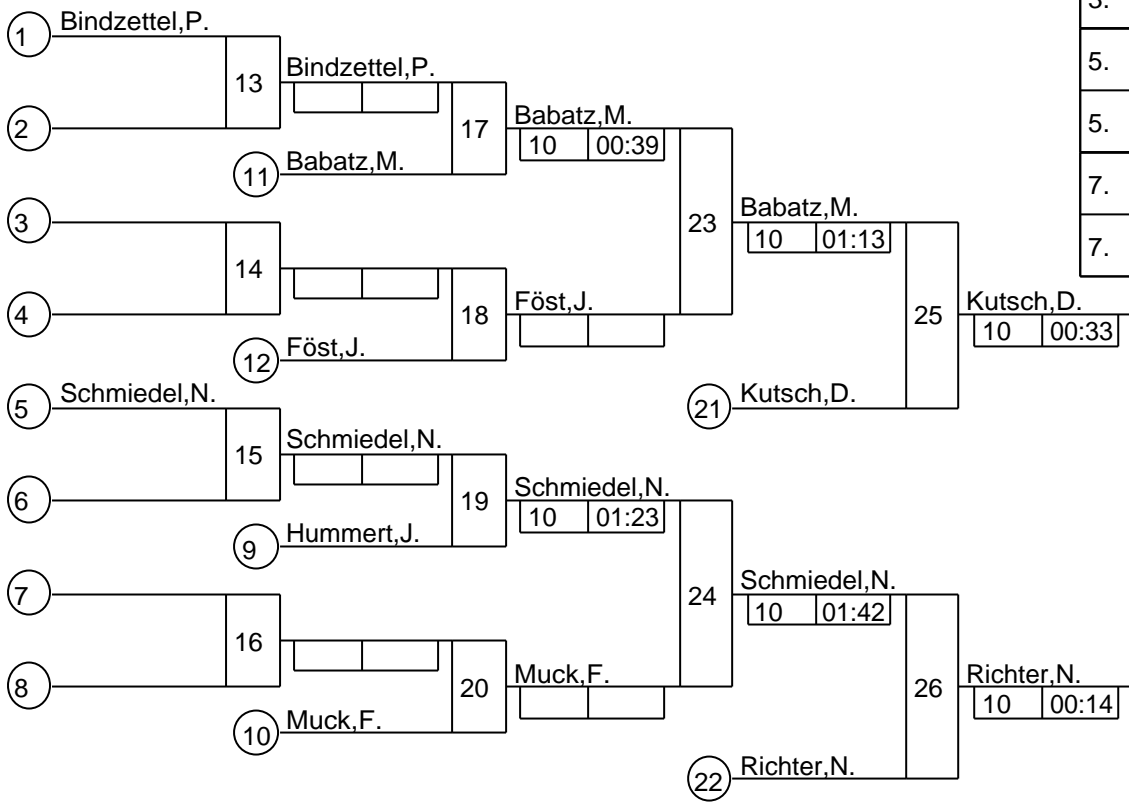 3.
1 Bindzettel,P.
13 Bindzettel,P.
5.
2
17 Babatz,M.
10 00:39
5.
11 Babatz,M.
7.
3
23 Babatz,M.
10 01:13
7.
14
4
18 Föst,J.
25 Kutsch,D.
10 00:33
12 Föst,J.
5 Schmiedel,N.
21 Kutsch,D.
15 Schmiedel,N.
6
19 Schmiedel,N.
10 01:23
9 Hummert,J.
7
24 Schmiedel,N.
10 01:42
16
8
20 Muck,F.
26 Richter,N.
10 00:14
10 Muck,F.
22 Richter,N.